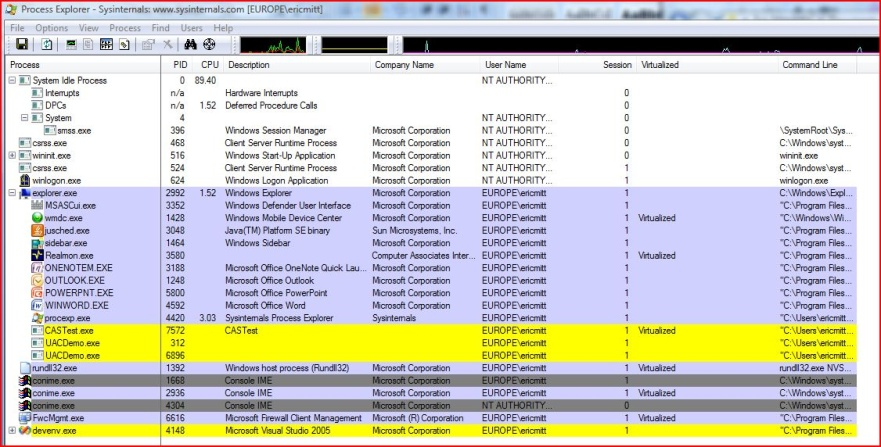 Process Explorer - Sysinternals: www.sysinternals.com [EUROPE\ericmitt]
File Options View Process Find DLL Users Help
Process PID CPU Description Company Name User Name Session Virtualized Command Line
System Idle Process 0 89.40 NT AUTHORITY...
Interrupts n/a Hardware Interrupts 0
DPCs n/a 1.52 Deferred Procedure Calls 0
System 4 NT AUTHORITY... 0
smss.exe 396 Windows Session Manager Microsoft Corporation NT AUTHORITY... 0 \SystemRoot\Sys...
csrss.exe 468 Client Server Runtime Process Microsoft Corporation NT AUTHORITY... 0 C:\Windows\syst...
wininit.exe 516 Windows Start-Up Application Microsoft Corporation NT AUTHORITY... 0 wininit.exe
csrss.exe 524 Client Server Runtime Process Microsoft Corporation NT AUTHORITY... 1 C:\Windows\syst...
winlogon.exe 624 Windows Logon Application Microsoft Corporation NT AUTHORITY... 1 winlogon.exe
explorer.exe 2992 1.52 Windows Explorer Microsoft Corporation EUROPE\ericmitt 1 C:\Windows\Expl...
MSASCui.exe 3352 Windows Defender User Interface Microsoft Corporation EUROPE\ericmitt 1 "C:\Program Files...
wmdc.exe 1428 Windows Mobile Device Center Microsoft Corporation EUROPE\ericmitt 1 Virtualized "C:\Windows\Wi...
jusched.exe 3048 Java(TM) Platform SE binary Sun Microsystems, Inc. EUROPE\ericmitt 1 "C:\Program Files...
sidebar.exe 1464 Windows Sidebar Microsoft Corporation EUROPE\ericmitt 1 "C:\Program Files...
Realmon.exe 3580 Computer Associates Inter... EUROPE\ericmitt 1 Virtualized "C:\Program Files...
ONENOTEM.EXE 3188 Microsoft Office OneNote Quick Lau... Microsoft Corporation EUROPE\ericmitt 1 "C:\Program Files...
OUTLOOK.EXE 1248 Microsoft Office Outlook Microsoft Corporation EUROPE\ericmitt 1 "C:\Program Files...
POWERPNT.EXE 5800 Microsoft Office PowerPoint Microsoft Corporation EUROPE\ericmitt 1 "C:\Program Files...
WINWORD.EXE 4592 Microsoft Office Word Microsoft Corporation EUROPE\ericmitt 1 "C:\Program Files...
procexp.exe 4420 3.03 Sysinternals Process Explorer Sysinternals EUROPE\ericmitt 1 "C:\Users\ericmitt...
CASTest.exe 7572 CASTest EUROPE\ericmitt 1 Virtualized "C:\Users\ericmitt...
UACDemo.exe 312 EUROPE\ericmitt 1 "C:\Users\ericmitt...
UACDemo.exe 6896 EUROPE\ericmitt 1 "C:\Users\ericmitt...
rundll32.exe 1392 Windows host process (Rundll32) Microsoft Corporation EUROPE\ericmitt 1 Virtualized rundll32.exe NVS...
conime.exe 1668 Console IME Microsoft Corporation EUROPE\ericmitt 1 C:\Windows\syst...
conime.exe 2936 Console IME Microsoft Corporation EUROPE\ericmitt 1 Virtualized C:\Windows\syst...
conime.exe 4304 Console IME Microsoft Corporation NT AUTHORITY... 0 C:\Windows\syst...
FwcMgmt.exe 6616 Microsoft Firewall Client Management Microsoft (R) Corporation EUROPE\ericmitt 1 Virtualized "C:\Program Files...
devenv.exe 4148 Microsoft Visual Studio 2005 Microsoft Corporation EUROPE\ericmitt 1 "C:\Program Files...